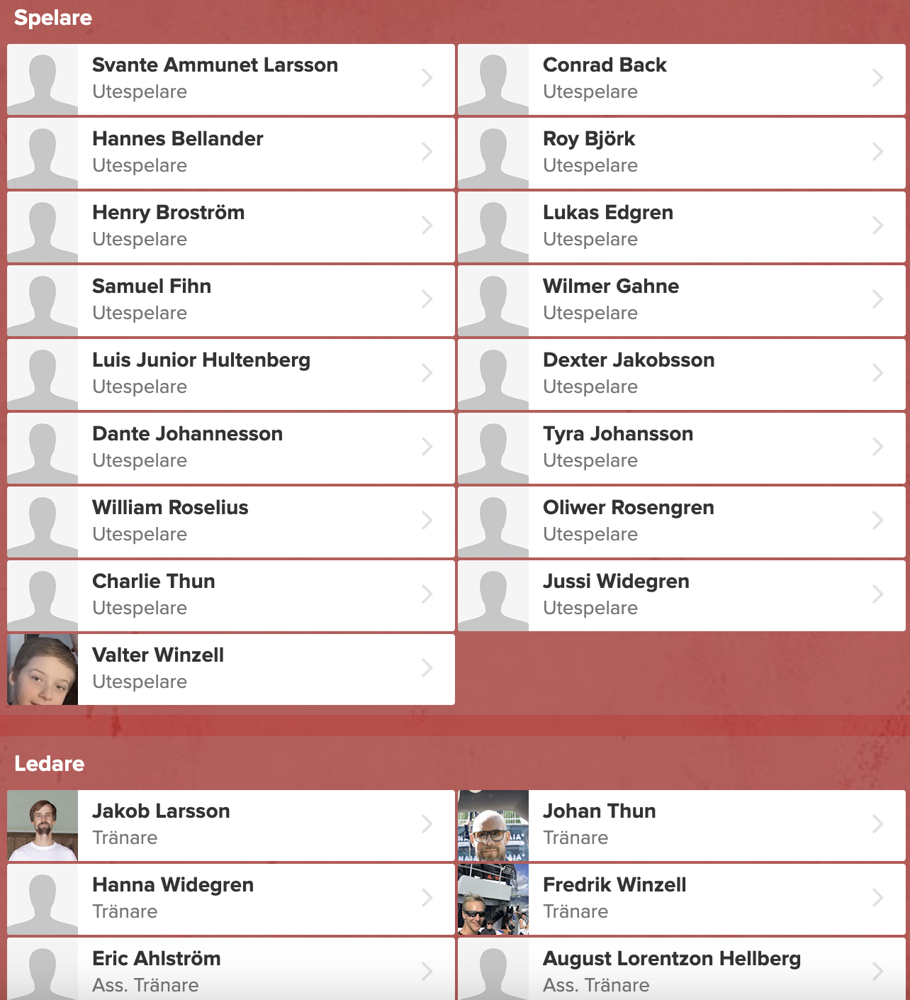 Spelare
Svante Ammunet Larsson
Utespelare
Conrad Back
Utespelare
Hannes Bellander
Utespelare
Roy Björk
Utespelare
Henry Broström
Utespelare
Lukas Edgren
Utespelare
Samuel Fihn
Utespelare
Wilmer Gahne
Utespelare
Luis Junior Hultenberg
Utespelare
Dexter Jakobsson
Utespelare
Dante Johannesson
Utespelare
Tyra Johansson
Utespelare
William Roselius
Utespelare
Oliwer Rosengren
Utespelare
Charlie Thun
Utespelare
Jussi Widegren
Utespelare
Valter Winzell
Utespelare
Ledare
Jakob Larsson
Tränare
Johan Thun
Tränare
Hanna Widegren
Tränare
Fredrik Winzell
Tränare
Eric Ahlström
Ass. Tränare
August Lorentzon Hellberg
Ass. Tränare